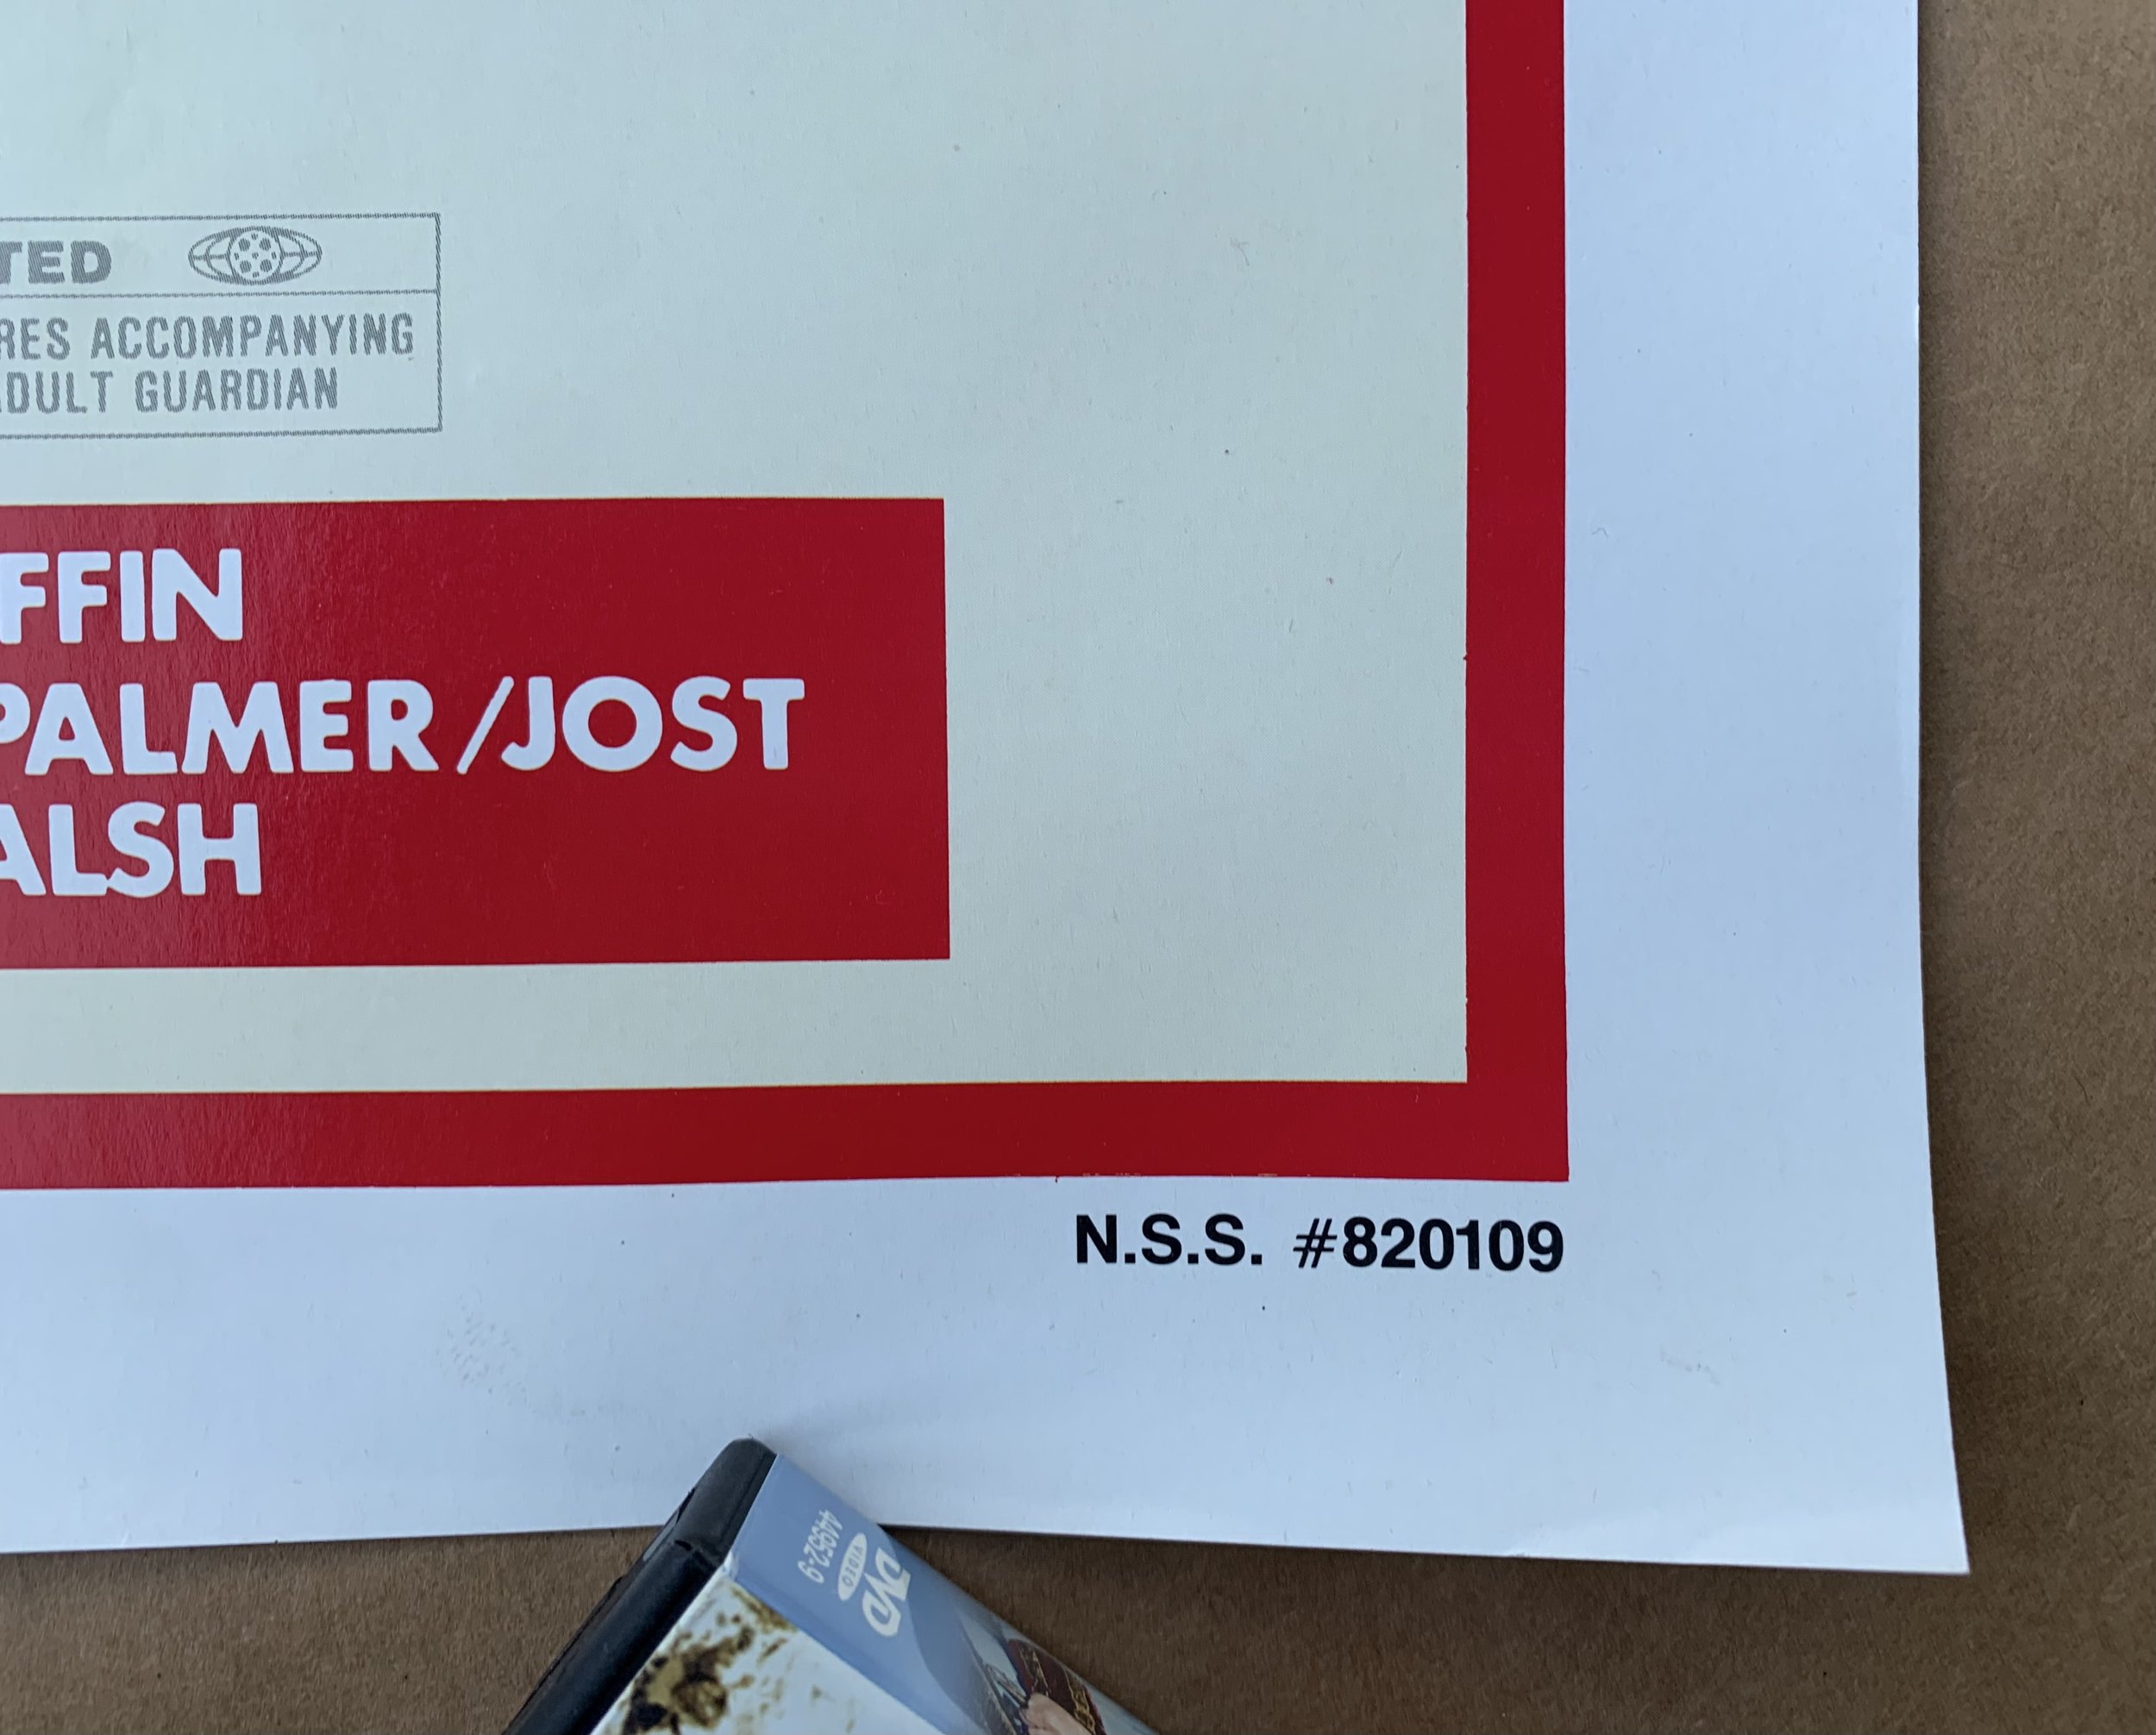 TED
RES ACCOMPANYING
ADULT GUARDIAN
FFIN
PALMER/JOST
ALSH
N.S.S. #820109
44952-9
VIDEO
DVD